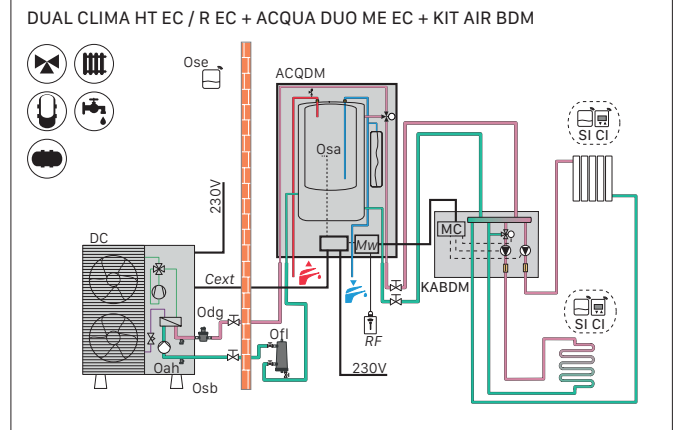 DUAL CLIMA HT EC / R EC + ACQUA DUO ME EC + KIT AIR BDM
Ose
ACQDM
SI CI
Osa
230V
DC
MC
Mw
Cext
KABDM
Odg
SI CI
Ofl
RF
Oah
230V
Osb